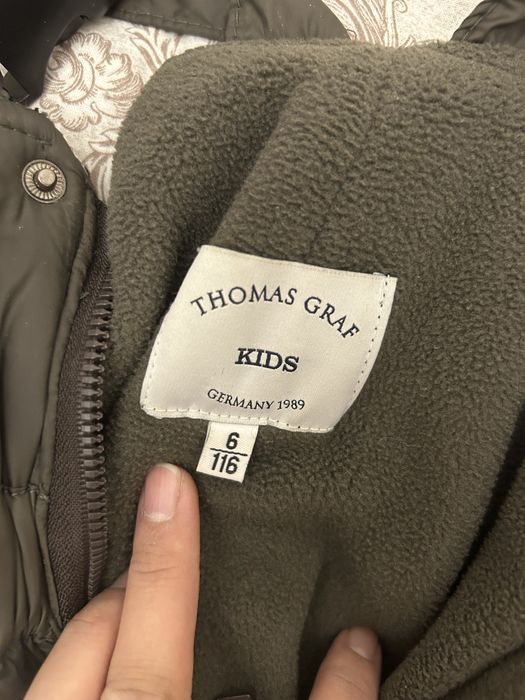 THOMAS GRAF
KIDS
GERMANY 1989
6
116